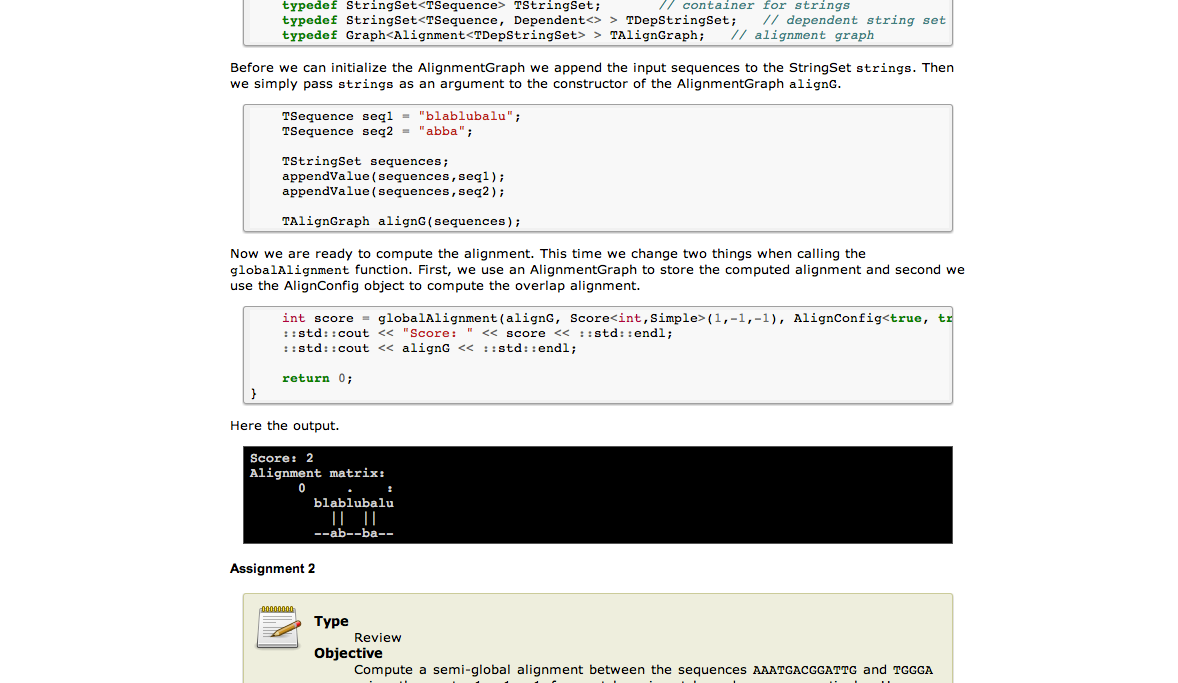 typedef StringSet<TSequence> TStringSet; // container for strings
typedef StringSet<TSequence, Dependent<> > TDepStringSet; // dependent string set
typedef Graph<Alignment<TDepStringSet> > TAlignGraph; // alignment graph
Before we can initialize the AlignmentGraph we append the input sequences to the StringSet strings. Then
we simply pass strings as an argument to the constructor of the AlignmentGraph alignG.
TSequence seq1 = "blablubalu";
TSequence seq2 = "abba";
TStringSet sequences;
appendValue(sequences,seq1);
appendValue(sequences,seq2);
TAlignGraph alignG(sequences);
Now we are ready to compute the alignment. This time we change two things when calling the
globalAlignment function. First, we use an AlignmentGraph to store the computed alignment and second we
use the AlignConfig object to compute the overlap alignment.
int score = globalAlignment(alignG, Score<int,Simple>(1,-1,-1), AlignConfig<true, tr
::std::cout << "Score: " << score << ::std::endl;
::std::cout << alignG << ::std::endl;
return 0;
}
Here the output.
Score: 2
Alignment matrix:
0 . :
blablubalu
|| ||
--ab--ba--
Assignment 2
Type
Review
Objective
Compute a semi-global alignment between the sequences AAATGACGGATTG and TGGGA